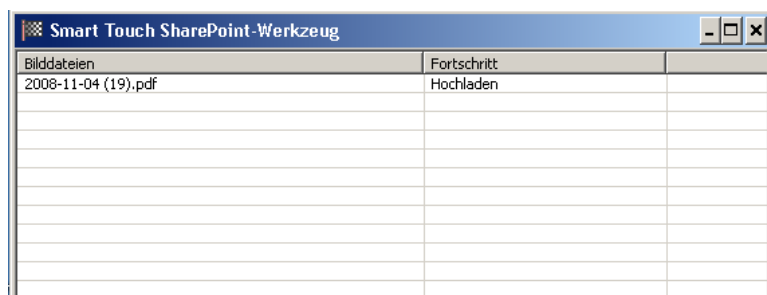 Smart Touch SharePoint-Werkzeug
Bilddateien Fortschritt
2008-11-04 (19).pdf Hochladen